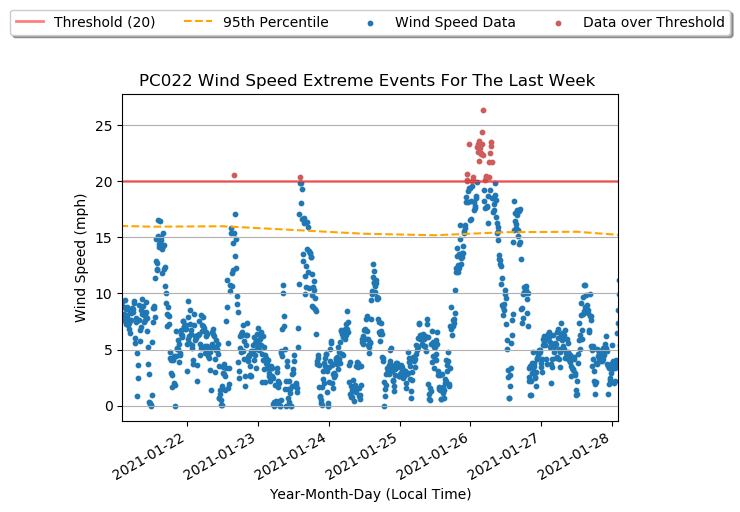 Threshold (20) 95th Percentile Wind Speed Data Data over Threshold
PC022 Wind Speed Extreme Events For The Last Week
Wind Speed (mph)
25
20
15
10
5
0
2021-01-22 2021-01-23 2021-01-24 2021-01-25 2021-01-26 2021-01-27 2021-01-28
Year-Month-Day (Local Time)